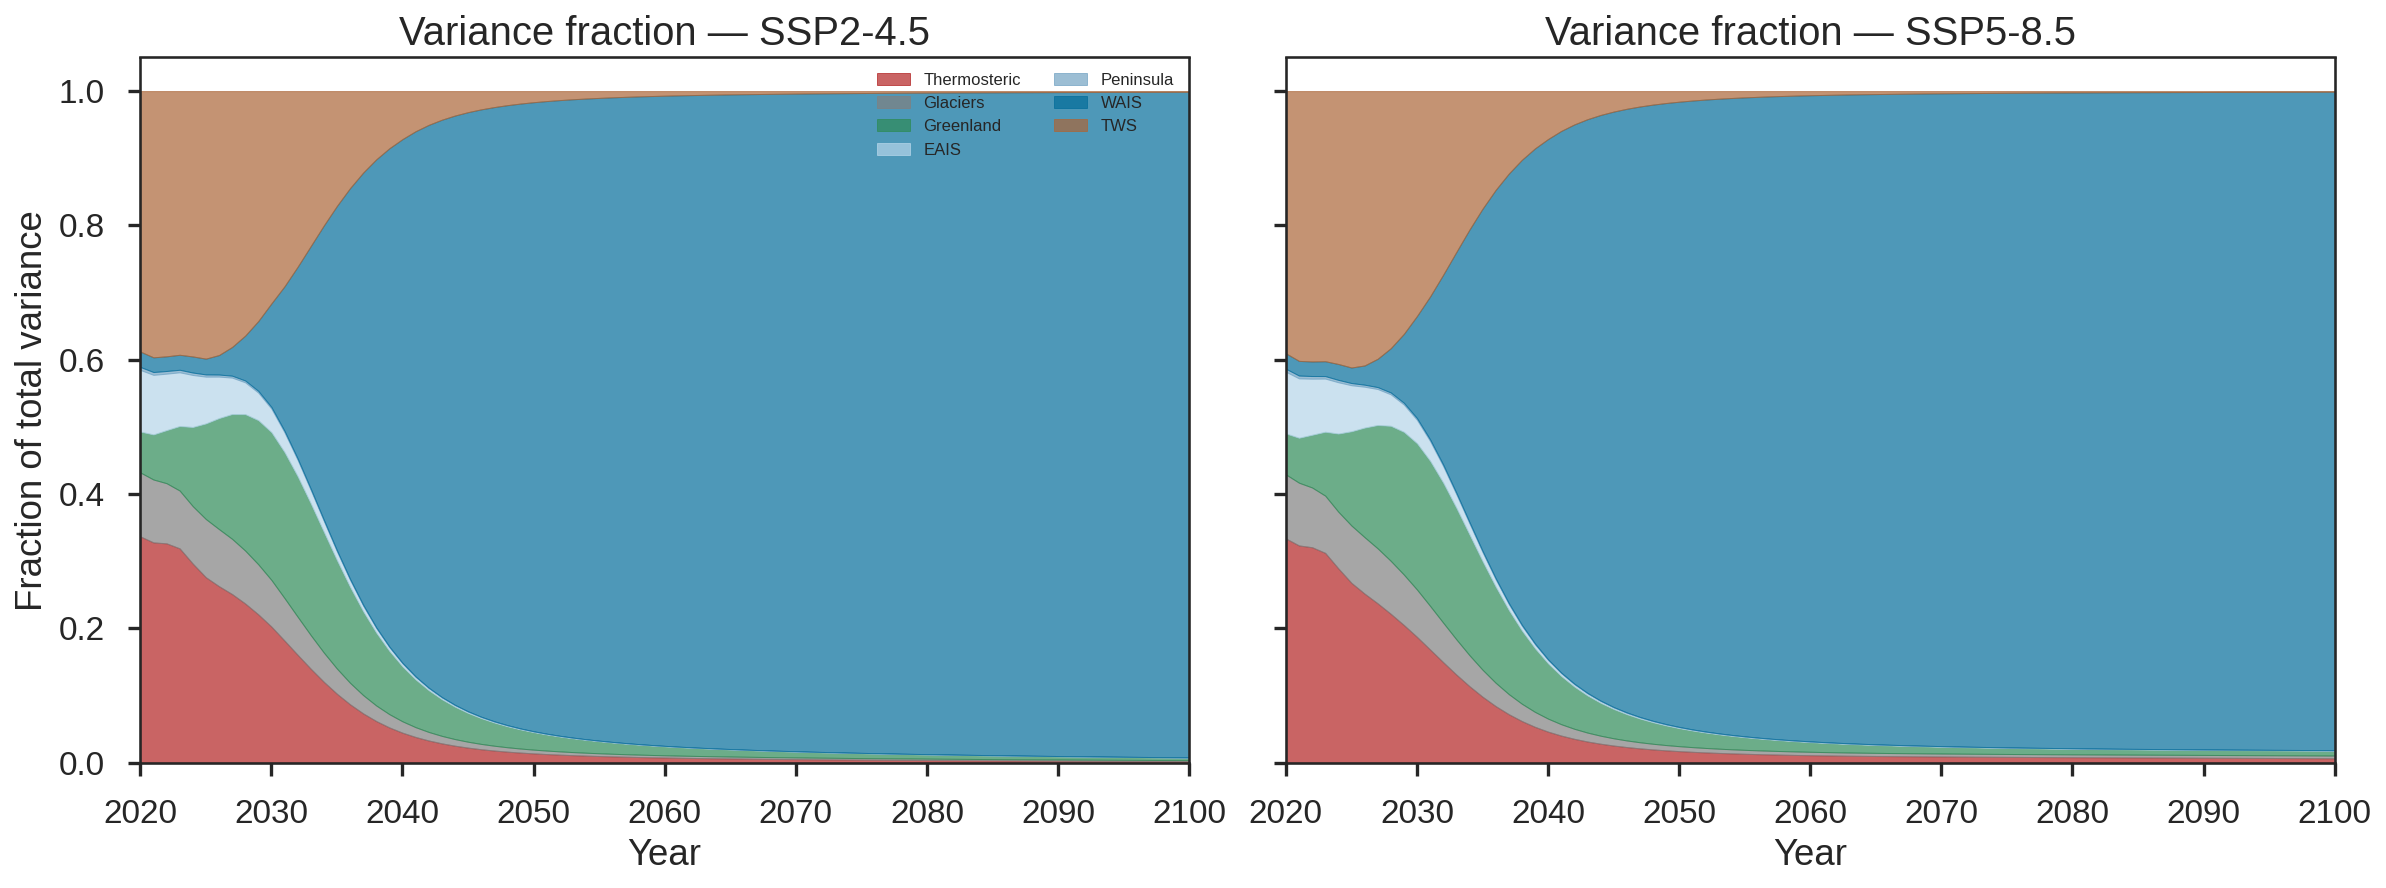 Variance fraction — SSP2-4.5
Variance fraction — SSP5-8.5
Fraction of total variance
1.0
0.8
0.6
0.4
0.2
0.0
Thermosteric
Glaciers
Greenland
EAIS
Peninsula
WAIS
TWS
2020 2030 2040 2050 2060 2070 2080 2090 2100
Year
2020 2030 2040 2050 2060 2070 2080 2090 2100
Year